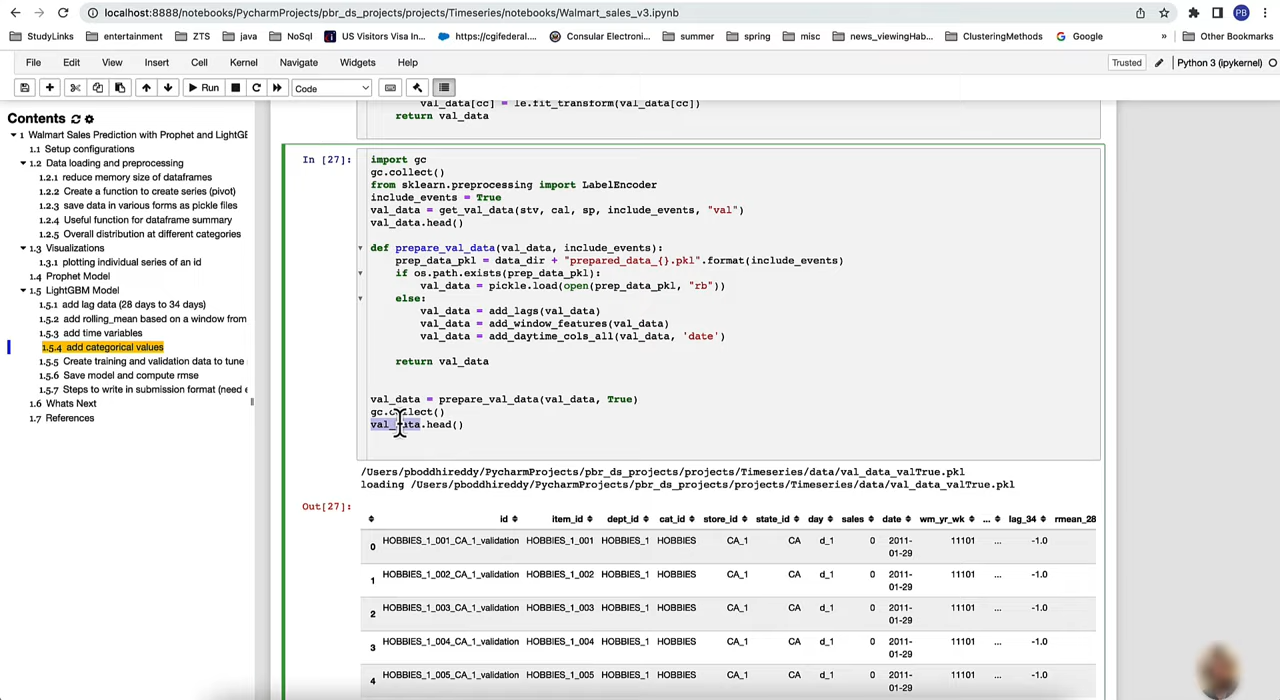 localhost:8888/notebooks/PycharmProjects/pbr_ds_projects/projects/Timeseries/notebooks/Walmart_sales_v3.ipynb
PB
StudyLinks entertainment ZTS java NoSql US Visitors Visa In... https://cgifederal.... Consular Electroni... summer spring misc news_viewingHab... ClusteringMethods Google » Other Bookmarks
File Edit View Insert Cell Kernel Navigate Widgets Help Trusted Python 3 (ipykernel)
Run Code
Contents
1 Walmart Sales Prediction with Prophet and LightGE
1.1 Setup configurations
1.2 Data loading and preprocessing
1.2.1 reduce memory size of dataframes
1.2.2 Create a function to create series (pivot)
1.2.3 save data in various forms as pickle files
1.2.4 Useful function for dataframe summary
1.2.5 Overall distribution at different categories
1.3 Visualizations
1.3.1 plotting individual series of an id
1.4 Prophet Model
1.5 LightGBM Model
1.5.1 add lag data (28 days to 34 days)
1.5.2 add rolling_mean based on a window from
1.5.3 add time variables
1.5.4 add categorical values
1.5.5 Create training and validation data to tune
1.5.6 Save model and compute rmse
1.5.7 Steps to write in submission format (need e
1.6 Whats Next
1.7 References
val_data[cc] = le.fit_transform(val_data[cc])
return val_data
In [27]:
import gc
gc.collect()
from sklearn.preprocessing import LabelEncoder
include_events = True
val_data = get_val_data(stv, cal, sp, include_events, "val")
val_data.head()
def prepare_val_data(val_data, include_events):
prep_data_pkl = data_dir + "prepared_data_{}.pkl".format(include_events)
if os.path.exists(prep_data_pkl):
val_data = pickle.load(open(prep_data_pkl, "rb"))
else:
val_data = add_lags(val_data)
val_data = add_window_features(val_data)
val_data = add_daytime_cols_all(val_data, 'date')
return val_data
val_data = prepare_val_data(val_data, True)
gc.collect()
val_data.head()
/Users/pboddhireddy/PycharmProjects/pbr_ds_projects/projects/Timeseries/data/val_data_valTrue.pkl
loading /Users/pboddhireddy/PycharmProjects/pbr_ds_projects/projects/Timeseries/data/val_data_valTrue.pkl
Out[27]:
id item_id dept_id cat_id store_id state_id day sales date wm_yr_wk ... lag_34 rmean_28
0 HOBBIES_1_001_CA_1_validation HOBBIES_1_001 HOBBIES_1 HOBBIES CA_1 CA d_1 0 2011-01-29 11101 ... -1.0
1 HOBBIES_1_002_CA_1_validation HOBBIES_1_002 HOBBIES_1 HOBBIES CA_1 CA d_1 0 2011-01-29 11101 ... -1.0
2 HOBBIES_1_003_CA_1_validation HOBBIES_1_003 HOBBIES_1 HOBBIES CA_1 CA d_1 0 2011-01-29 11101 ... -1.0
3 HOBBIES_1_004_CA_1_validation HOBBIES_1_004 HOBBIES_1 HOBBIES CA_1 CA d_1 0 2011-01-29 11101 ... -1.0
4 HOBBIES_1_005_CA_1_validation HOBBIES_1_005 HOBBIES_1 HOBBIES CA_1 CA d_1 0 2011-01-29 11101 ... -1.0